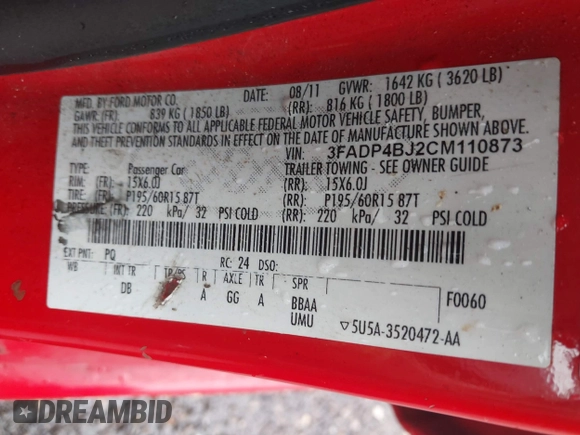 MFD. BY FORD MOTOR CO.
DATE: 08/11 GVWR: 1642 KG ( 3620 LB)
GAWR: (FR): 839 KG ( 1850 LB) (RR): 816 KG ( 1800 LB)
THIS VEHICLE CONFORMS TO ALL APPLICABLE FEDERAL MOTOR VEHICLE SAFETY, BUMPER,
AND THEFT PREVENTION STANDARDS IN EFFECT ON THE DATE OF MANUFACTURE SHOWN ABOVE.
VIN: 3FADP4BJ2CM110873
TYPE: Passenger Car TRAILER TOWING - SEE OWNER GUIDE
RIM: (FR): 15X6.0J (RR): 15X6.0J
TIRE: (FR): P195/60R15 87T (RR): P195/60R15 87T
PRESSURE: (FR): 220 kPa/ 32 PSI COLD (RR): 220 kPa/ 32 PSI COLD
EXT PNT: PQ RC: 24 DSO:
WB INT TR TP/PS R AXLE TR SPR
DB A GG A BBAA F0060
UMU ▽5U5A-3520472-AA
DREAMBID